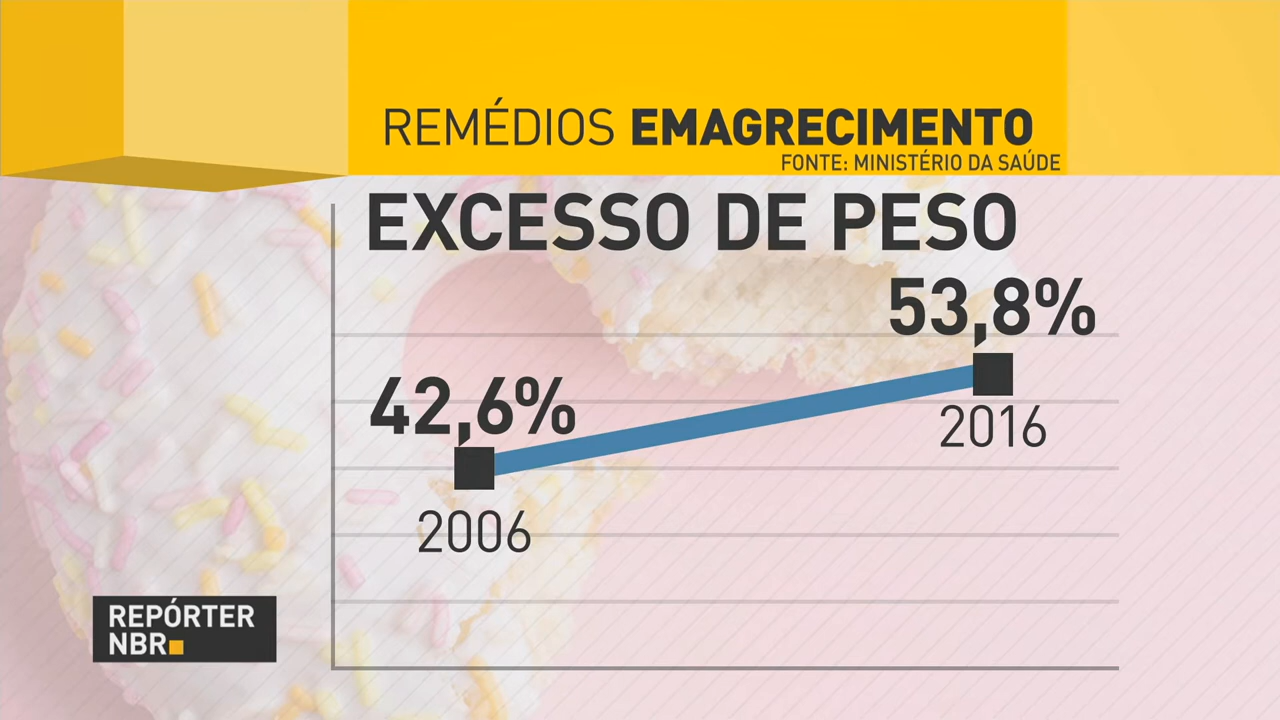 REMÉDIOS EMAGRECIMENTO
FONTE: MINISTÉRIO DA SAÚDE
EXCESSO DE PESO
53,8%
42,6%
2016
2006
REPÓRTER
NBR